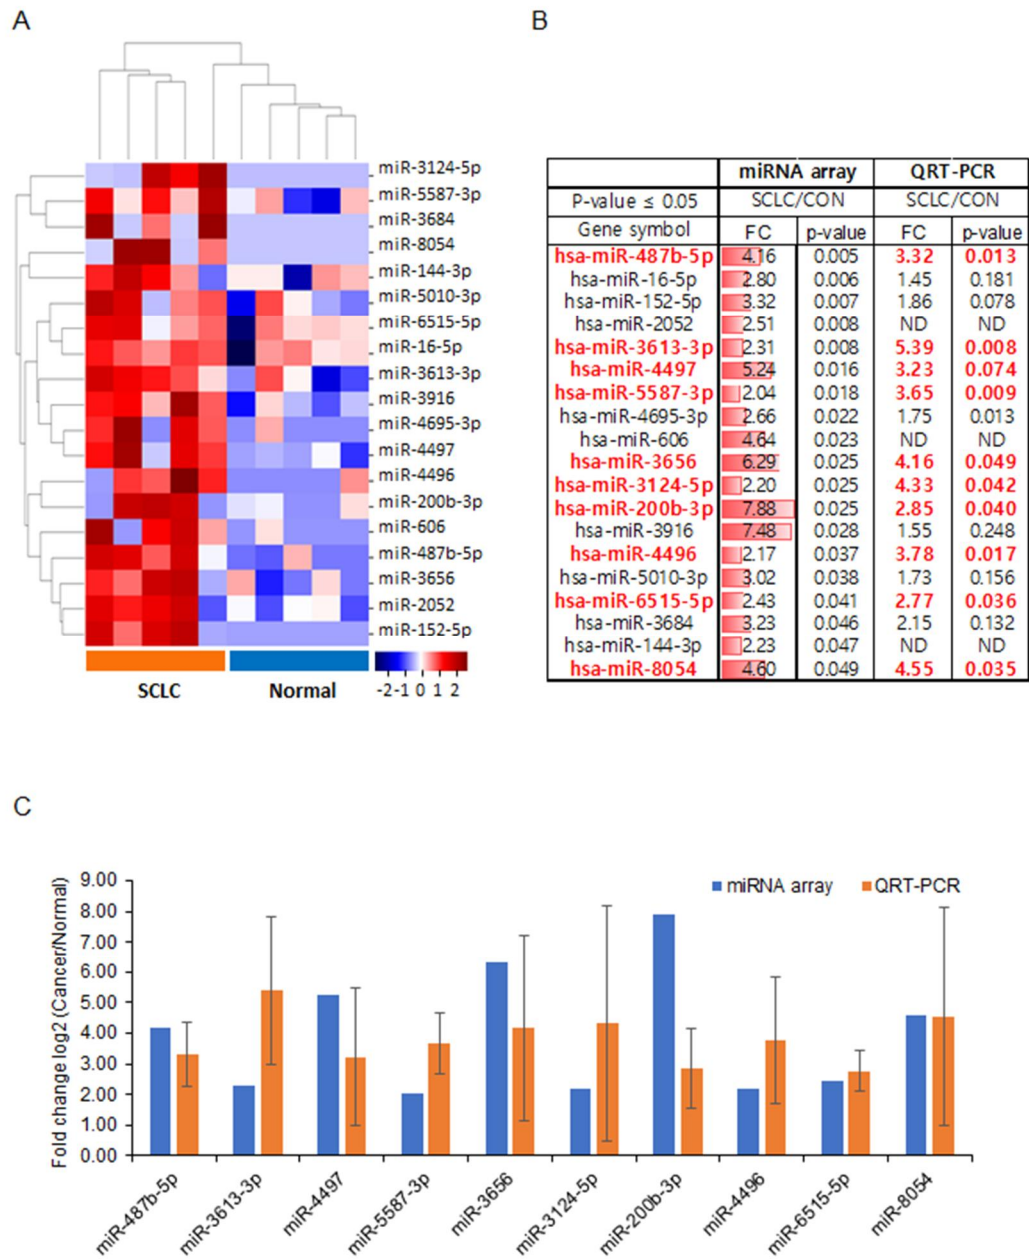 A
miR-3124-5p
miR-5587-3p
miR-3684
miR-8054
miR-144-3p
miR-5010-3p
miR-6515-5p
miR-16-5p
miR-3613-3p
miR-3916
miR-4695-3p
miR-4497
miR-4496
miR-200b-3p
miR-606
miR-487b-5p
miR-3656
miR-2052
miR-152-5p
SCLC Normal
-2 -1 0 1 2
B
miRNA array QRT-PCR
P-value ≤ 0.05 SCLC/CON SCLC/CON
Gene symbol FC p-value FC p-value
hsa-miR-487b-5p 4.16 0.005 3.32 0.013
hsa-miR-16-5p 2.80 0.006 1.45 0.181
hsa-miR-152-5p 3.32 0.007 1.86 0.078
hsa-miR-2052 2.51 0.008 ND ND
hsa-miR-3613-3p 2.31 0.008 5.39 0.008
hsa-miR-4497 5.24 0.016 3.23 0.074
hsa-miR-5587-3p 2.04 0.018 3.65 0.009
hsa-miR-4695-3p 2.66 0.022 1.75 0.013
hsa-miR-606 4.64 0.023 ND ND
hsa-miR-3656 6.29 0.025 4.16 0.049
hsa-miR-3124-5p 2.20 0.025 4.33 0.042
hsa-miR-200b-3p 7.88 0.025 2.85 0.040
hsa-miR-3916 7.48 0.028 1.55 0.248
hsa-miR-4496 2.17 0.037 3.78 0.017
hsa-miR-5010-3p 3.02 0.038 1.73 0.156
hsa-miR-6515-5p 2.43 0.041 2.77 0.036
hsa-miR-3684 3.23 0.046 2.15 0.132
hsa-miR-144-3p 2.23 0.047 ND ND
hsa-miR-8054 4.60 0.049 4.55 0.035
C
miRNA array QRT-PCR
Fold change log2 (Cancer/Normal)
9.00
8.00
7.00
6.00
5.00
4.00
3.00
2.00
1.00
0.00
miR-487b-5p
miR-3613-3p
miR-4497
miR-5587-3p
miR-3656
miR-3124-5p
miR-200b-3p
miR-4496
miR-6515-5p
miR-8054